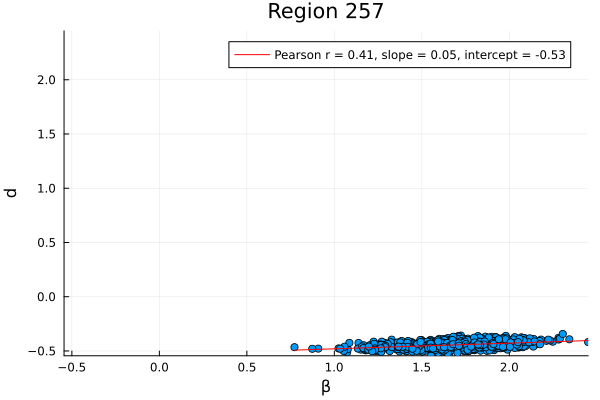 Region 257
Pearson r = 0.41, slope = 0.05, intercept = -0.53
d
2.0
1.5
1.0
0.5
0.0
−0.5
−0.5 0.0 0.5 1.0 1.5 2.0
β